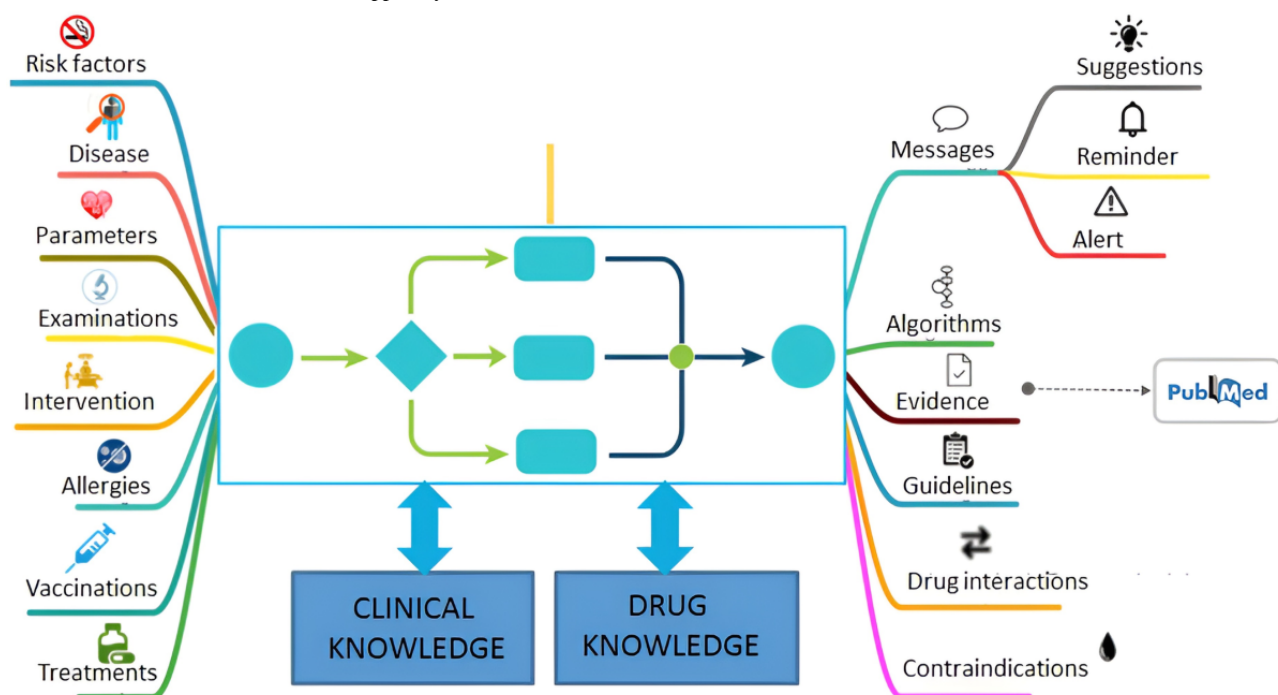 Risk factors
Disease
Parameters
Examinations
Intervention
Allergies
Vaccinations
Treatments
CLINICAL
KNOWLEDGE
DRUG
KNOWLEDGE
Messages
Suggestions
Reminder
Alert
Algorithms
Evidence
PubMed
Guidelines
Drug interactions
Contraindications